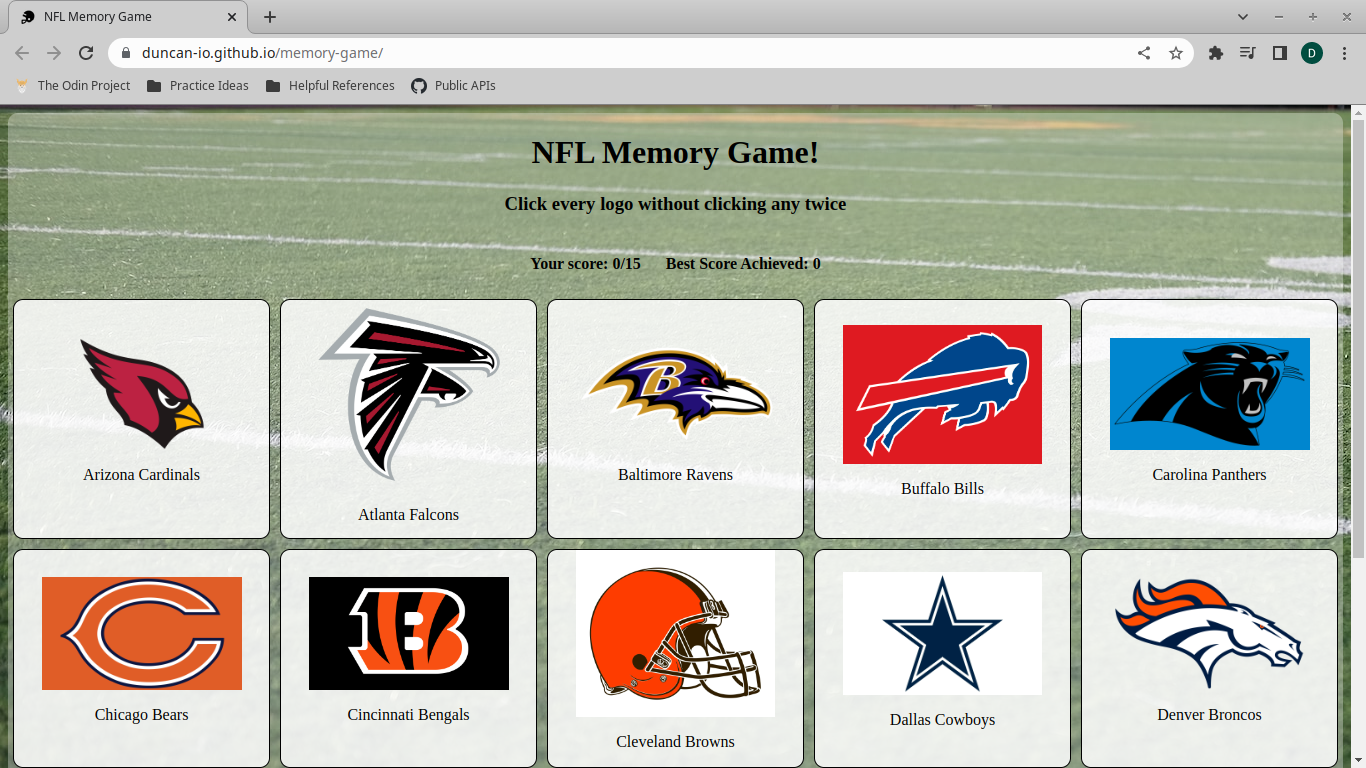 NFL Memory Game
duncan-io.github.io/memory-game/
D
The Odin Project Practice Ideas Helpful References Public APIs
NFL Memory Game!
Click every logo without clicking any twice
Your score: 0/15 Best Score Achieved: 0
B
Arizona Cardinals Atlanta Falcons Baltimore Ravens Buffalo Bills Carolina Panthers
C B
Chicago Bears Cincinnati Bengals Cleveland Browns Dallas Cowboys Denver Broncos